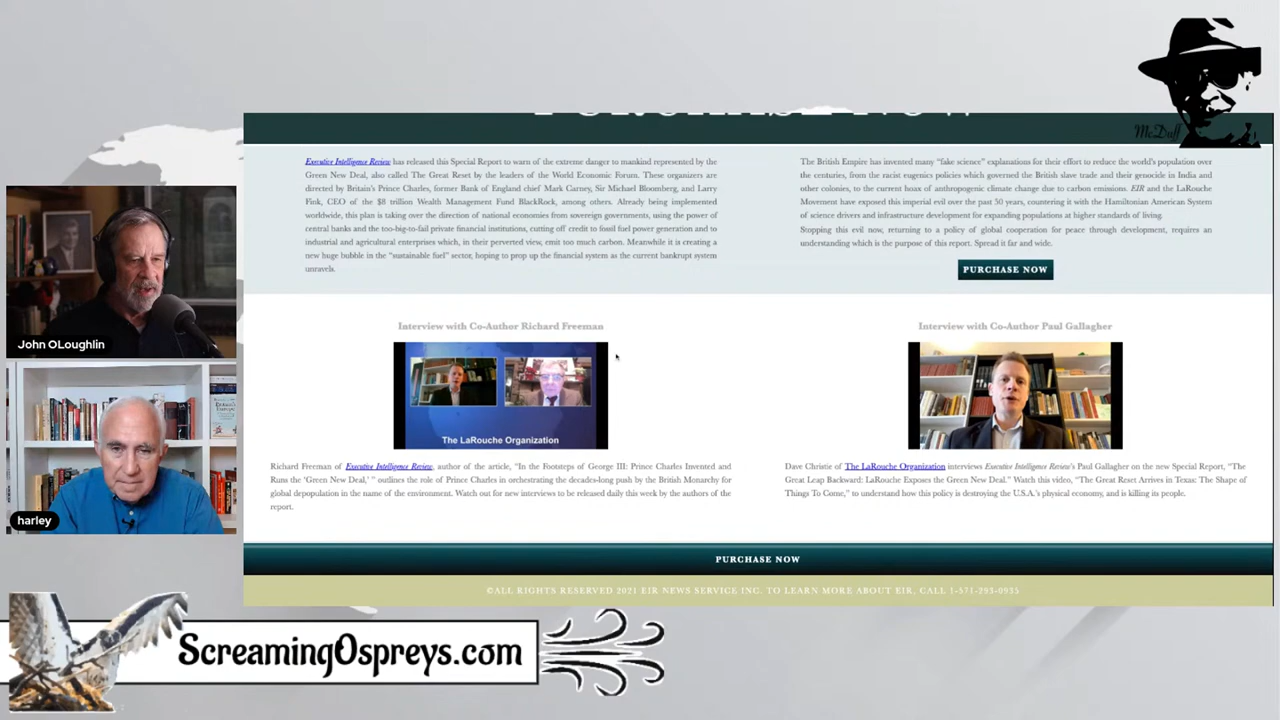 McDuff
Executive Intelligence Review has released this Special Report to warn of the extreme danger to mankind represented by the
Green New Deal, also called The Great Reset by the leaders of the World Economic Forum. These organizers are
directed by Britain's Prince Charles, former Bank of England chief Mark Carney, Sir Michael Bloomberg, and Larry
Fink, CEO of the $8 trillion Wealth Management Fund BlackRock, among others. Already being implemented
worldwide, this plan is taking over the direction of national economies from sovereign governments, using the power of
central banks and the too-big-to-fail private financial institutions, cutting off credit to fossil fuel power generation and to
industrial and agricultural enterprises which, in their perverted view, emit too much carbon. Meanwhile it is creating a
new huge bubble in the "sustainable fuel" sector, hoping to prop up the financial system as the current bankrupt system
unravels.
The British Empire has invented many "fake science" explanations for their effort to reduce the world's population over
the centuries, from the racist eugenics policies which governed the British slave trade and their genocide in India and
other colonies, to the current hoax of anthropogenic climate change due to carbon emissions. EIR and the LaRouche
Movement have exposed this imperial evil over the past 50 years, countering it with the Hamiltonian American System
of science drivers and infrastructure development for expanding populations at higher standards of living.
Stopping this evil now, returning to a policy of global cooperation for peace through development, requires an
understanding which is the purpose of this report. Spread it far and wide.
PURCHASE NOW
Interview with Co-Author Richard Freeman
The LaRouche Organization
Richard Freeman of Executive Intelligence Review, author of the article, "In the Footsteps of George III: Prince Charles Invented and
Runs the 'Green New Deal,' " outlines the role of Prince Charles in orchestrating the decades-long push by the British Monarchy for
global depopulation in the name of the environment. Watch out for new interviews to be released daily this week by the authors of the
report.
Interview with Co-Author Paul Gallagher
Dave Christie of The LaRouche Organization interviews Executive Intelligence Review's Paul Gallagher on the new Special Report, "The
Great Leap Backward: LaRouche Exposes the Green New Deal." Watch this video, "The Great Reset Arrives in Texas: The Shape of
Things To Come," to understand how this policy is destroying the U.S.A.'s physical economy, and is killing its people.
PURCHASE NOW
©ALL RIGHTS RESERVED 2021 EIR NEWS SERVICE INC. TO LEARN MORE ABOUT EIR, CALL 1-571-293-0935
John OLoughlin
harley
ScreamingOspreys.com